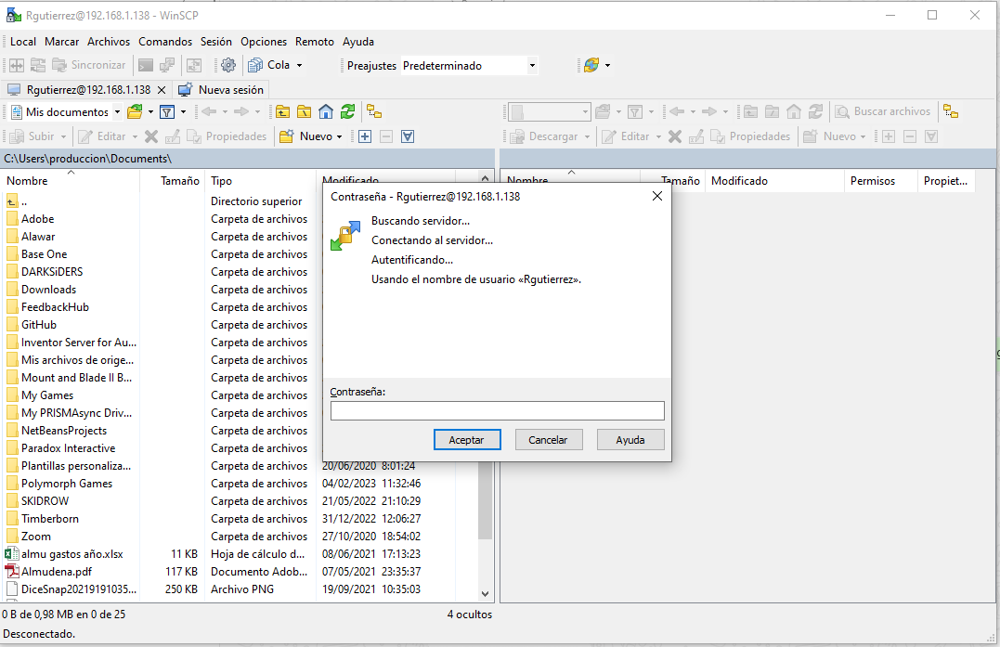 Rgutierrez@192.168.1.138 - WinSCP
Local Marcar Archivos Comandos Sesión Opciones Remoto Ayuda
Sincronizar Cola Preajustes Predeterminado
Rgutierrez@192.168.1.138 Nueva sesión
Mis documentos Buscar archivos
Subir Editar Propiedades Nuevo Descargar Editar Propiedades Nuevo
C:\Users\produccion\Documents\
Nombre Tamaño Tipo Modificado Nombre Tamaño Modificado Permisos Propiet...
.. Directorio superior
Adobe Carpeta de archivos
Alawar Carpeta de archivos
Base One Carpeta de archivos
DARKSiDERS Carpeta de archivos
Downloads Carpeta de archivos
FeedbackHub Carpeta de archivos
GitHub Carpeta de archivos
Inventor Server for Au... Carpeta de archivos
Mis archivos de orige... Carpeta de archivos
Mount and Blade II B... Carpeta de archivos
My Games Carpeta de archivos
My PRISMAsync Driv... Carpeta de archivos
NetBeansProjects Carpeta de archivos
Paradox Interactive Carpeta de archivos
Plantillas personaliza... Carpeta de archivos 20/06/2020 8:01:24
Polymorph Games Carpeta de archivos 04/02/2023 11:32:46
SKIDROW Carpeta de archivos 21/05/2022 21:10:29
Timberborn Carpeta de archivos 31/12/2022 12:06:27
Zoom Carpeta de archivos 27/10/2020 18:54:02
almu gastos año.xlsx 11 KB Hoja de cálculo d... 08/06/2021 17:13:23
Almudena.pdf 117 KB Documento Adob... 07/05/2021 23:35:37
DiceSnap20219191035... 250 KB Archivo PNG 19/09/2021 10:35:03
Contraseña - Rgutierrez@192.168.1.138
Buscando servidor...
Conectando al servidor...
Autentificando...
Usando el nombre de usuario «Rgutierrez».
Contraseña:
Aceptar Cancelar Ayuda
0 B de 0,98 MB en 0 de 25 4 ocultos
Desconectado.